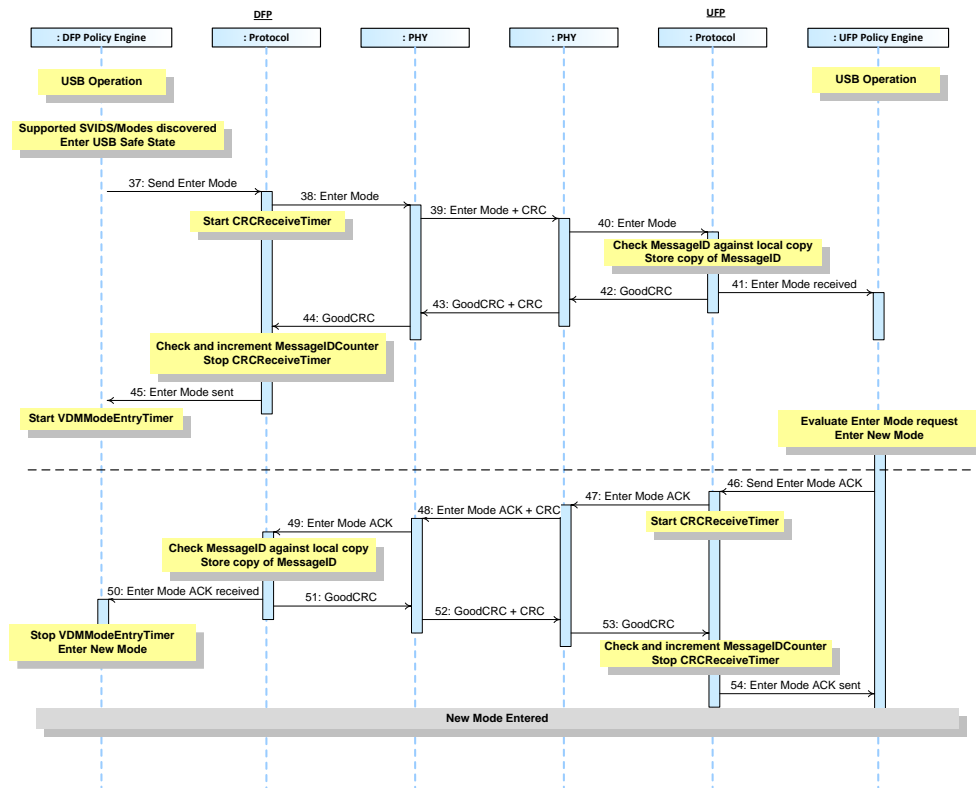 DFP
UFP
: DFP Policy Engine
: Protocol
: PHY
: PHY
: Protocol
: UFP Policy Engine
USB Operation
USB Operation
Supported SVIDS/Modes discovered
Enter USB Safe State
37: Send Enter Mode
38: Enter Mode
Start CRCReceiveTimer
39: Enter Mode + CRC
40: Enter Mode
Check MessageID against local copy
Store copy of MessageID
41: Enter Mode received
42: GoodCRC
43: GoodCRC + CRC
44: GoodCRC
Check and increment MessageIDCounter
Stop CRCReceiveTimer
45: Enter Mode sent
Start VDMModeEntryTimer
Evaluate Enter Mode request
Enter New Mode
46: Send Enter Mode ACK
47: Enter Mode ACK
Start CRCReceiveTimer
48: Enter Mode ACK + CRC
49: Enter Mode ACK
Check MessageID against local copy
Store copy of MessageID
50: Enter Mode ACK received
51: GoodCRC
52: GoodCRC + CRC
53: GoodCRC
Stop VDMModeEntryTimer
Enter New Mode
Check and increment MessageIDCounter
Stop CRCReceiveTimer
54: Enter Mode ACK sent
New Mode Entered